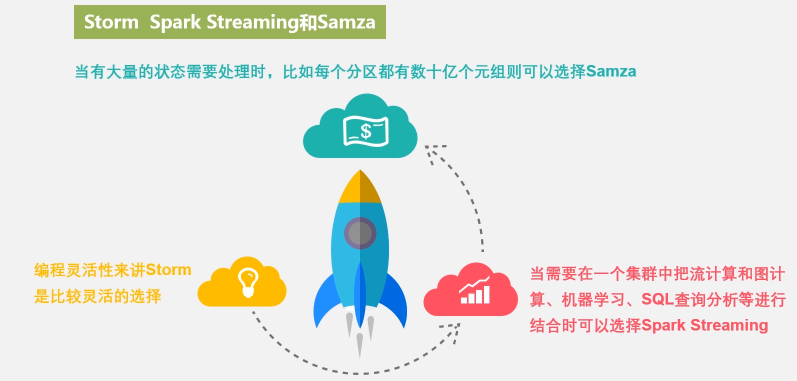 Storm  Spark Streaming和Samza
当有大量的状态需要处理时，比如每个分区都有数十亿个元组则可以选择Samza
$
编程灵活性来讲Storm
是比较灵活的选择
当需要在一个集群中把流计算和图计
算、机器学习、SQL查询分析等进行
结合时可以选择Spark Streaming